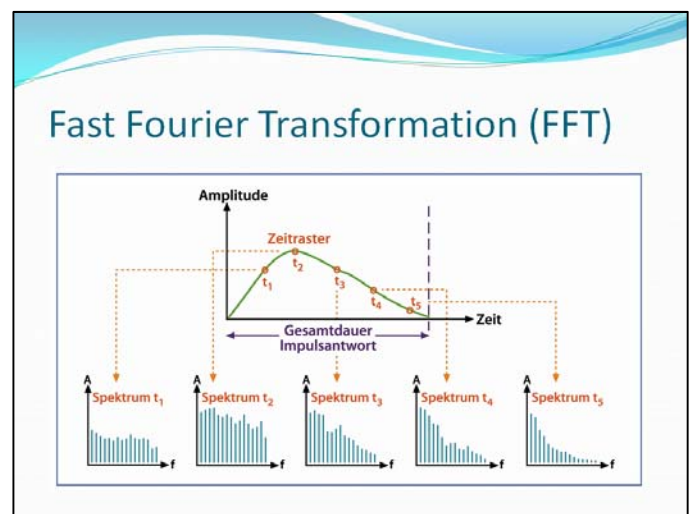 Fast Fourier Transformation (FFT)
Amplitude
Zeitraster
t1
t2
t3
t4
t5
Zeit
Gesamtdauer
Impulsantwort
A
Spektrum t1
f
A
Spektrum t2
f
A
Spektrum t3
f
A
Spektrum t4
f
A
Spektrum t5
f